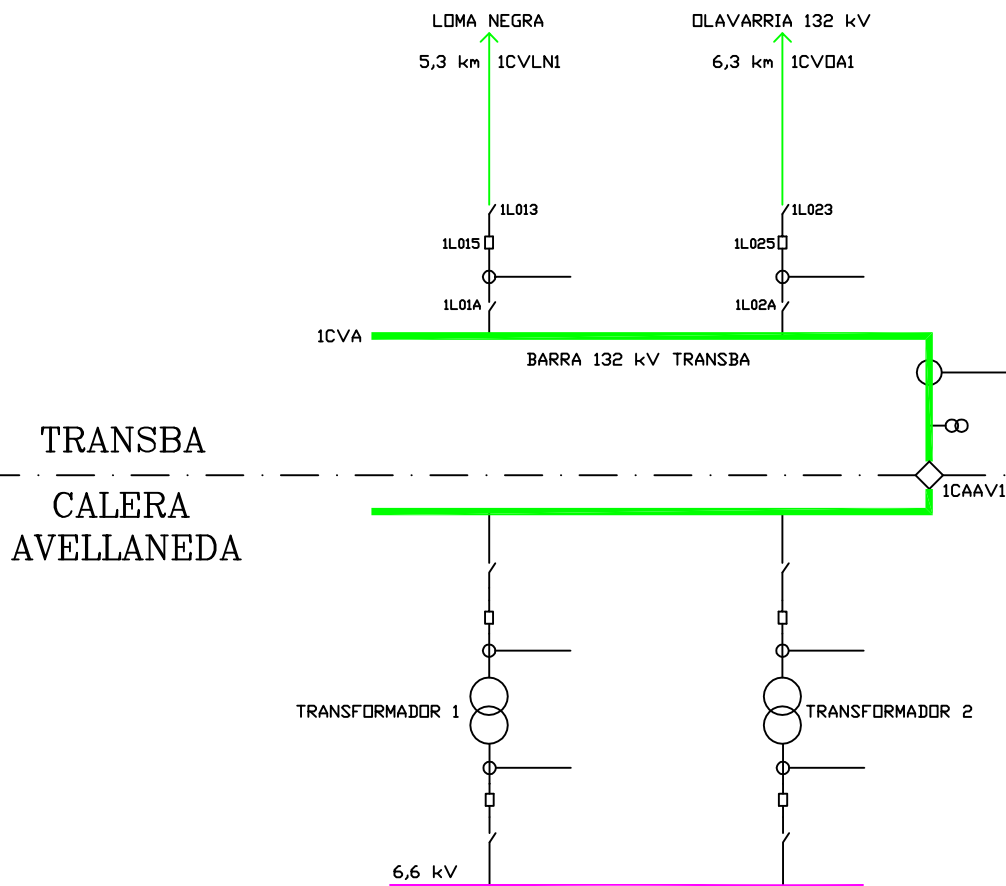 LOMA NEGRA
OLAVARRIA 132 kV
5,3 km 1CVLN1
6,3 km 1CVOA1
1L013
1L023
1L015
1L025
1L01A
1L02A
1CVA
BARRA 132 kV TRANSBA
TRANSBA
1CAAV1
CALERA
AVELLANEDA
TRANSFORMADOR 1
TRANSFORMADOR 2
6,6 kV